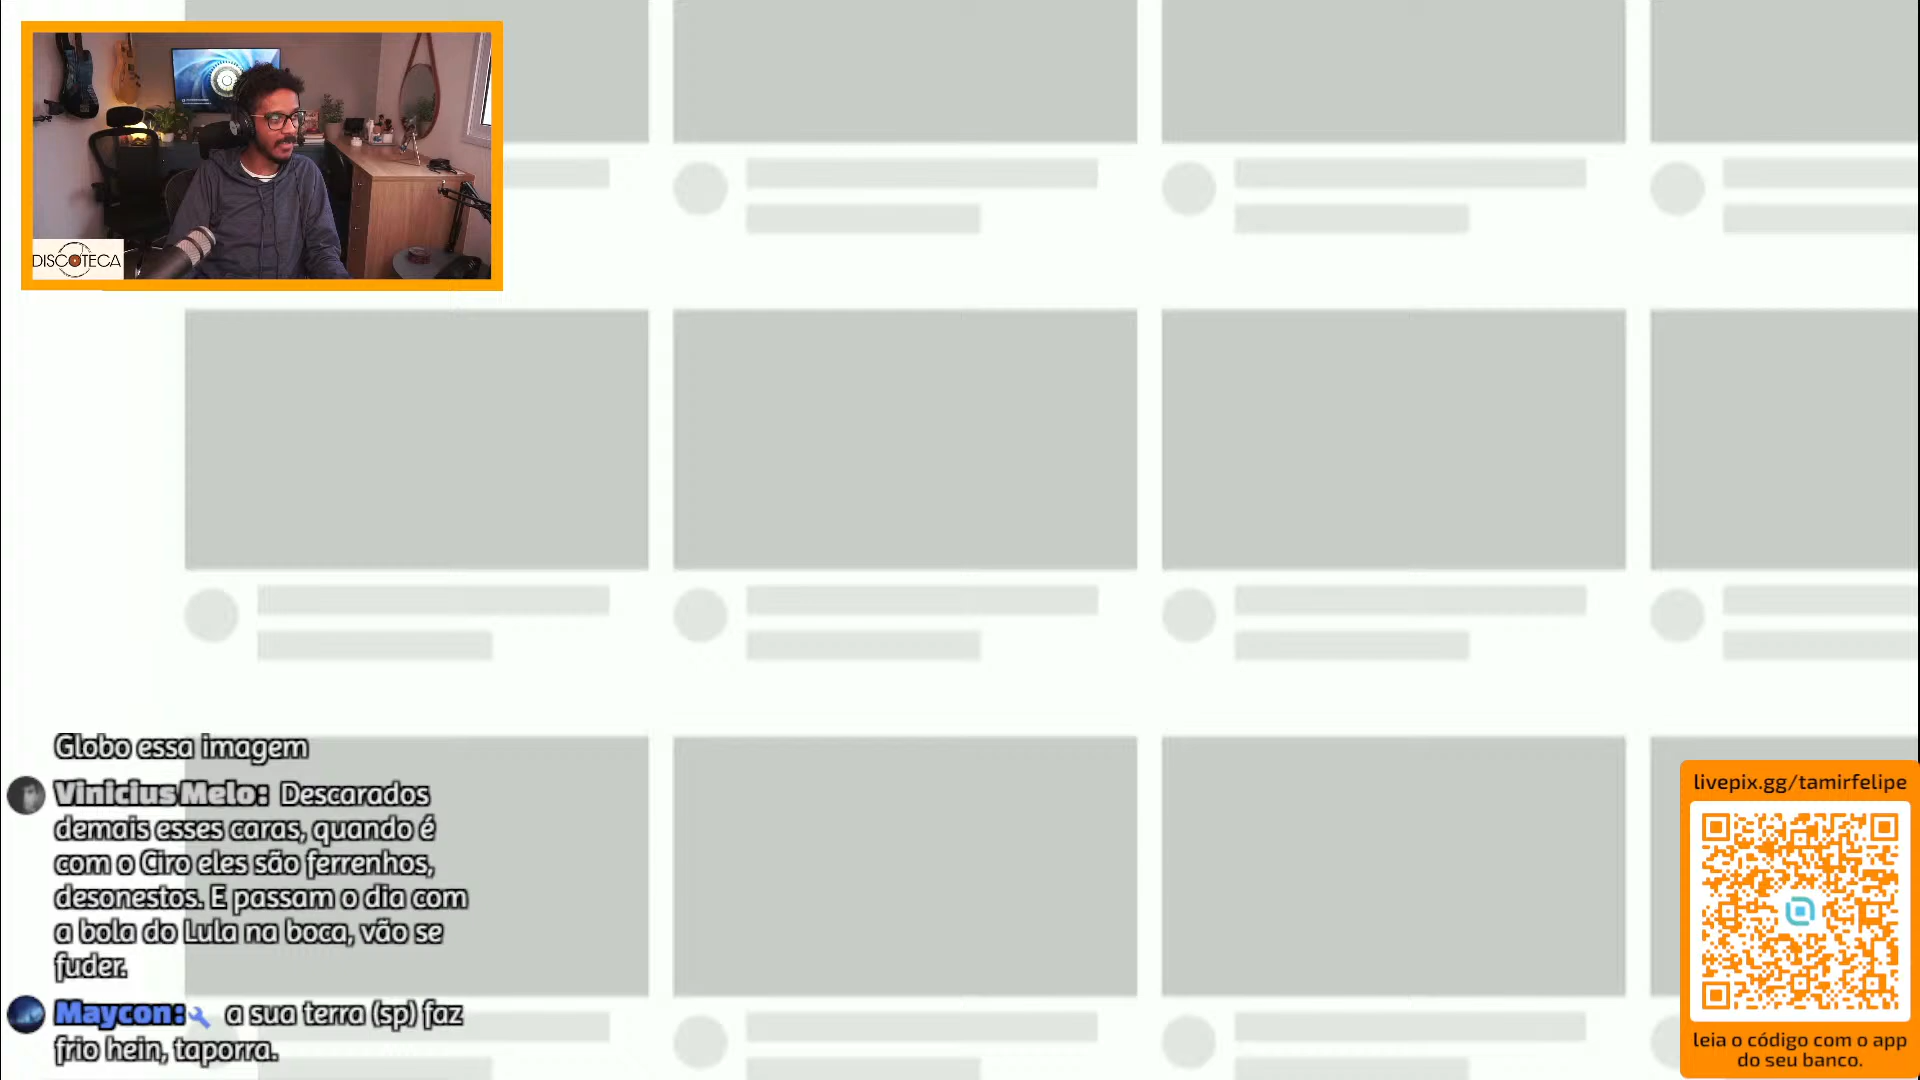 DISCOTECA
Globo essa imagem
Vinicius Melo: Descarados
demais esses caras, quando é
com o Ciro eles são ferrenhos,
desonestos. E passam o dia com
a bola do Lula na boca, vão se
fuder.
Maycon: a sua terra (sp) faz
frio hein, taporra.
livepix.gg/tamirfelipe
leia o código com o app
do seu banco.